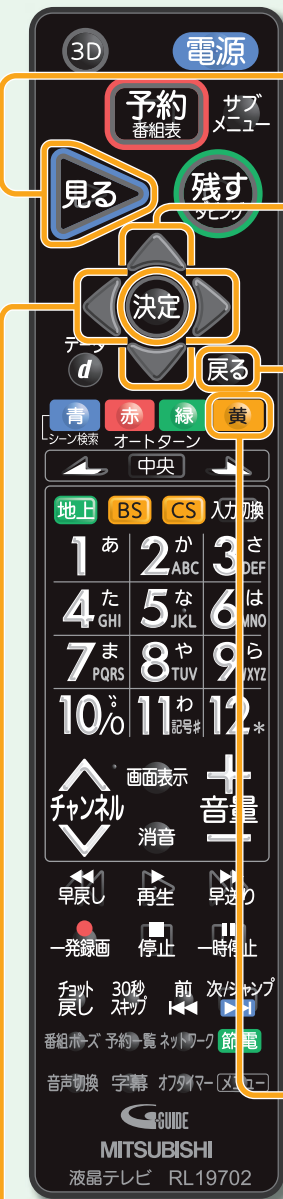 3D 電源
予約
番組表
サブ
メニュー
見る
残す
ダビング
決定
データ
d
戻る
青 赤 緑 黄
シーン検索 オートターン
中央
地上 BS CS 入力切換
1 あ 2 か ABC 3 さ DEF
4 た GHI 5 な JKL 6 は MNO
7 ま PQRS 8 や TUV 9 ら WXYZ
10/0 ゛゜ 11 わ 記号# 12 *
チャンネル 画面表示 + 音量 −
消音
早戻し 再生 早送り
一発録画 停止 一時停止
チョット戻し 30秒スキップ 前 次/ジャンプ
番組ポーズ 予約一覧 ネットワーク 節電
音声切換 字幕 オフタイマー メニュー
G-GUIDE
MITSUBISHI
液晶テレビ RL19702